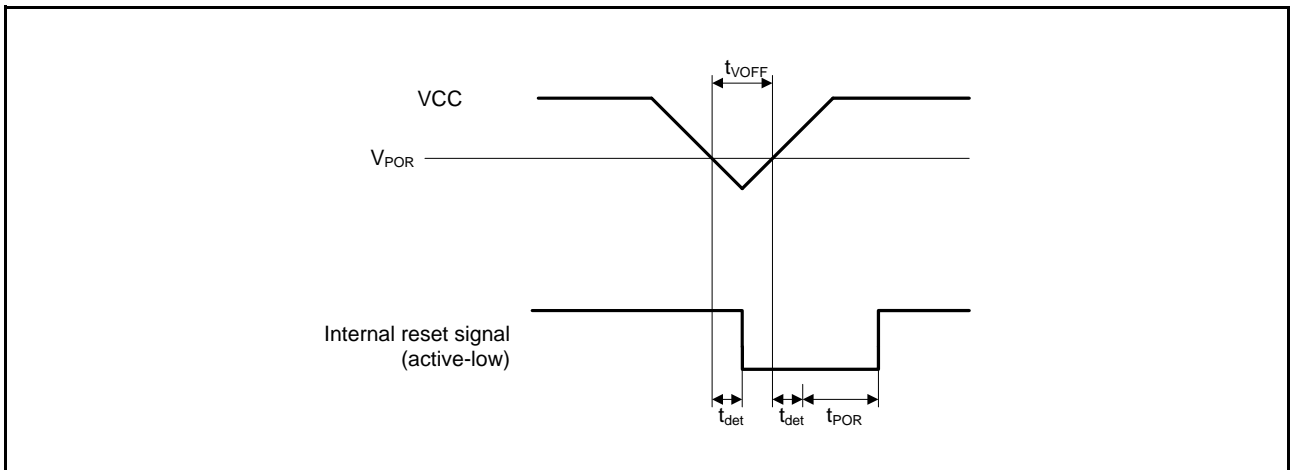 tVOFF
VCC
VPOR
Internal reset signal
(active-low)
tdet
tdet
tPOR